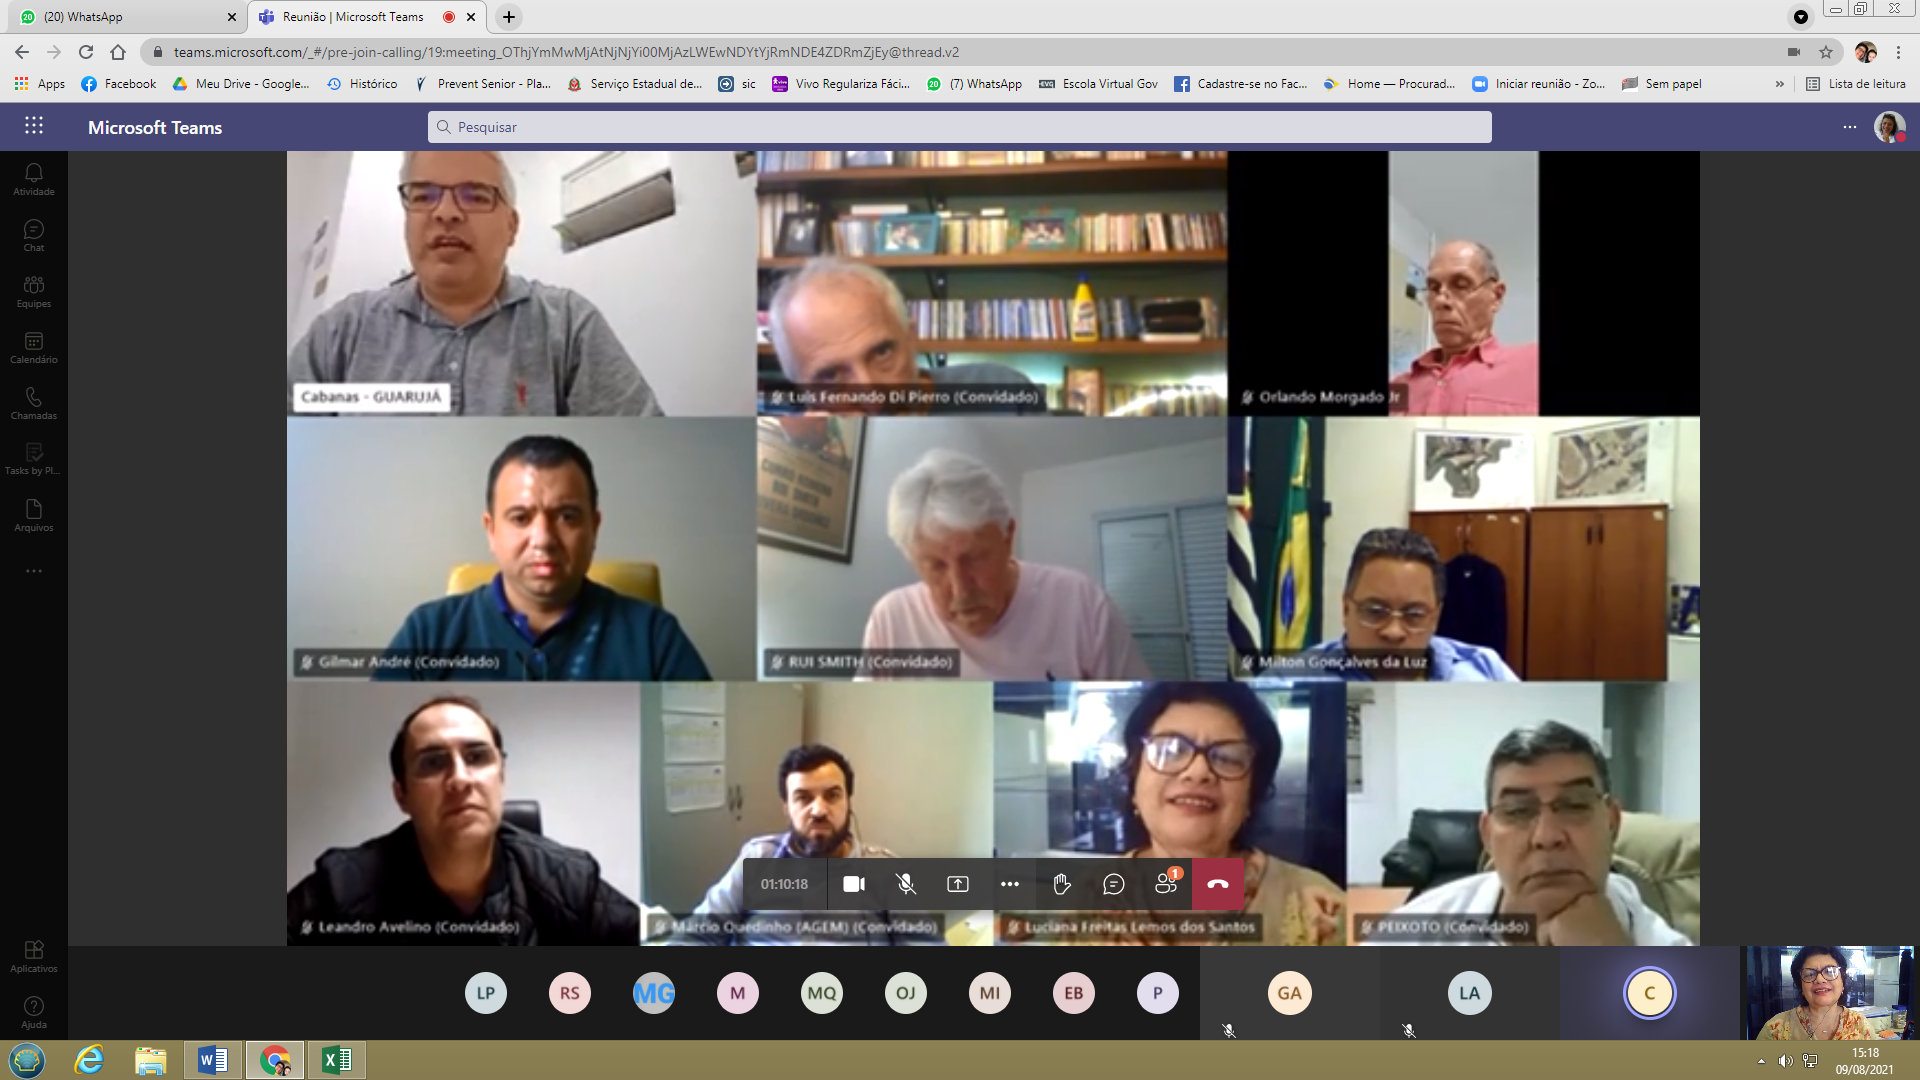 (20) WhatsApp
Reunião | Microsoft Teams
teams.microsoft.com/_#/pre-join-calling/19:meeting_OThjYmMwMjAtNjNjYi00MjAzLWEwNDYtYjRmNDE4ZDRmZjEy@thread.v2
Apps Facebook Meu Drive - Google... Histórico Prevent Senior - Pla... Serviço Estadual de... sic Vivo Regulariza Fáci... (7) WhatsApp Escola Virtual Gov Cadastre-se no Fac... Home — Procurad... Iniciar reunião - Zo... Sem papel » Lista de leitura
Microsoft Teams
Pesquisar
Atividade
Chat
Equipes
Calendário
Chamadas
Tasks by Pl...
Arquivos
Aplicativos
Ajuda
Cabanas - GUARUJÁ
Luis Fernando Di Pierro (Convidado)
Orlando Morgado Jr
Gilmar André (Convidado)
RUI SMITH (Convidado)
Milton Gonçalves da Luz
Leandro Avelino (Convidado)
Márcio Quedinho (AGEM) (Convidado)
Luciana Freitas Lemos dos Santos
PEIXOTO (Convidado)
01:10:18
1
LP RS MG M MQ OJ MI EB P GA LA C
15:18
09/08/2021